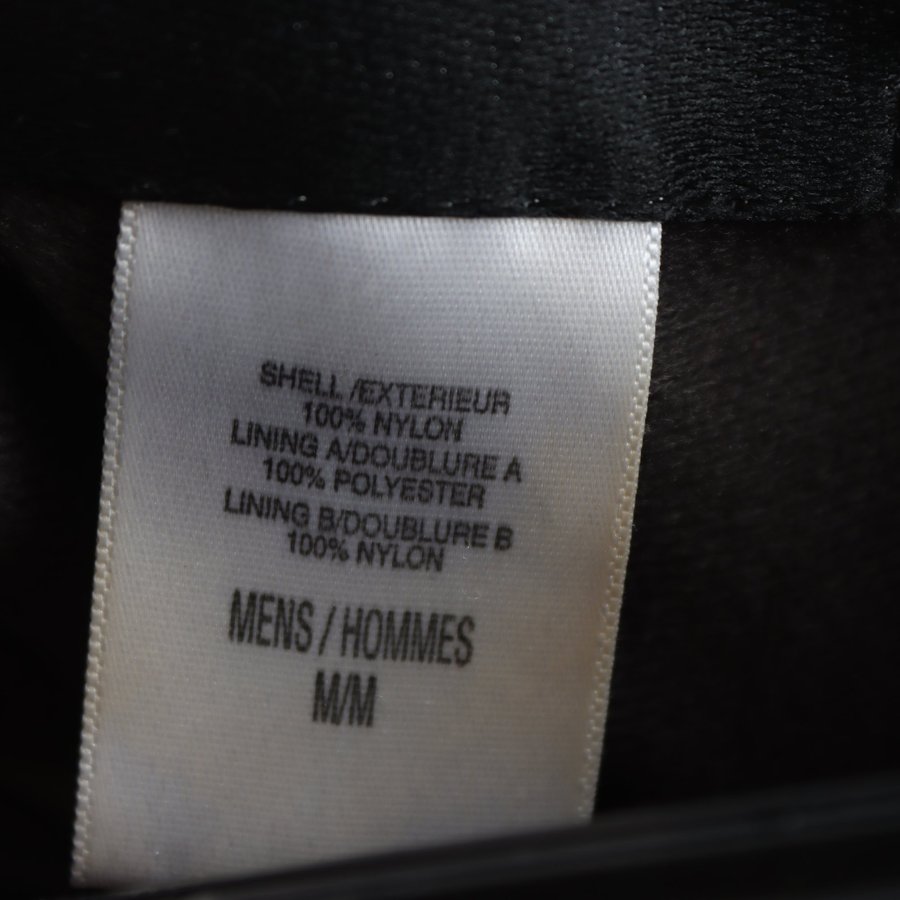 SHELL /EXTERIEUR
100% NYLON
LINING A/DOUBLURE A
100% POLYESTER
LINING B/DOUBLURE B
100% NYLON
MENS / HOMMES
M/M